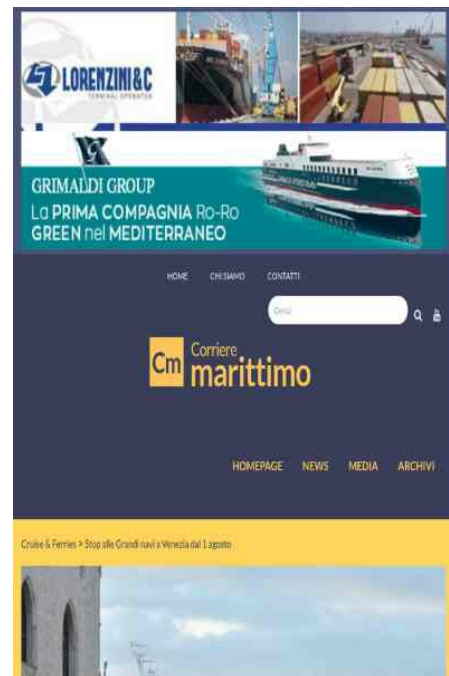 LORENZINI & C
TERMINAL OPERATOR
GRIMALDI GROUP
La PRIMA COMPAGNIA Ro-Ro
GREEN nel MEDITERRANEO
HOME CHI SIAMO CONTATTI
Cerca
Cm Corriere
marittimo
HOMEPAGE NEWS MEDIA ARCHIVI
Cruise & Ferries > Stop alle Grandi navi a Venezia dal 1 agosto